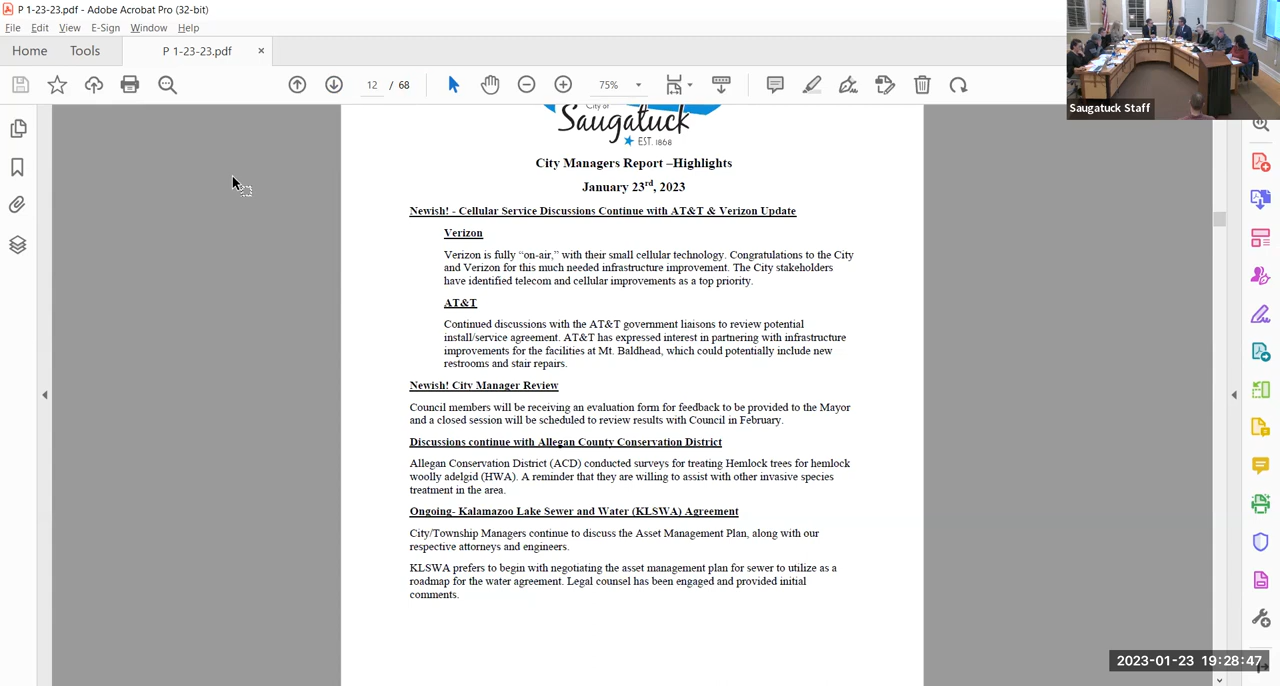 P 1-23-23.pdf - Adobe Acrobat Pro (32-bit)
File Edit View E-Sign Window Help
Home Tools P 1-23-23.pdf ×
12 / 68 75%
Saugatuck Staff
City of
Saugatuck
EST. 1868
City Managers Report –Highlights
January 23rd, 2023
Newish! - Cellular Service Discussions Continue with AT&T & Verizon Update
Verizon
Verizon is fully “on-air,” with their small cellular technology. Congratulations to the City
and Verizon for this much needed infrastructure improvement. The City stakeholders
have identified telecom and cellular improvements as a top priority.
AT&T
Continued discussions with the AT&T government liaisons to review potential
install/service agreement. AT&T has expressed interest in partnering with infrastructure
improvements for the facilities at Mt. Baldhead, which could potentially include new
restrooms and stair repairs.
Newish! City Manager Review
Council members will be receiving an evaluation form for feedback to be provided to the Mayor
and a closed session will be scheduled to review results with Council in February.
Discussions continue with Allegan County Conservation District
Allegan Conservation District (ACD) conducted surveys for treating Hemlock trees for hemlock
woolly adelgid (HWA). A reminder that they are willing to assist with other invasive species
treatment in the area.
Ongoing- Kalamazoo Lake Sewer and Water (KLSWA) Agreement
City/Township Managers continue to discuss the Asset Management Plan, along with our
respective attorneys and engineers.
KLSWA prefers to begin with negotiating the asset management plan for sewer to utilize as a
roadmap for the water agreement. Legal counsel has been engaged and provided initial
comments.
2023-01-23 19:28:47